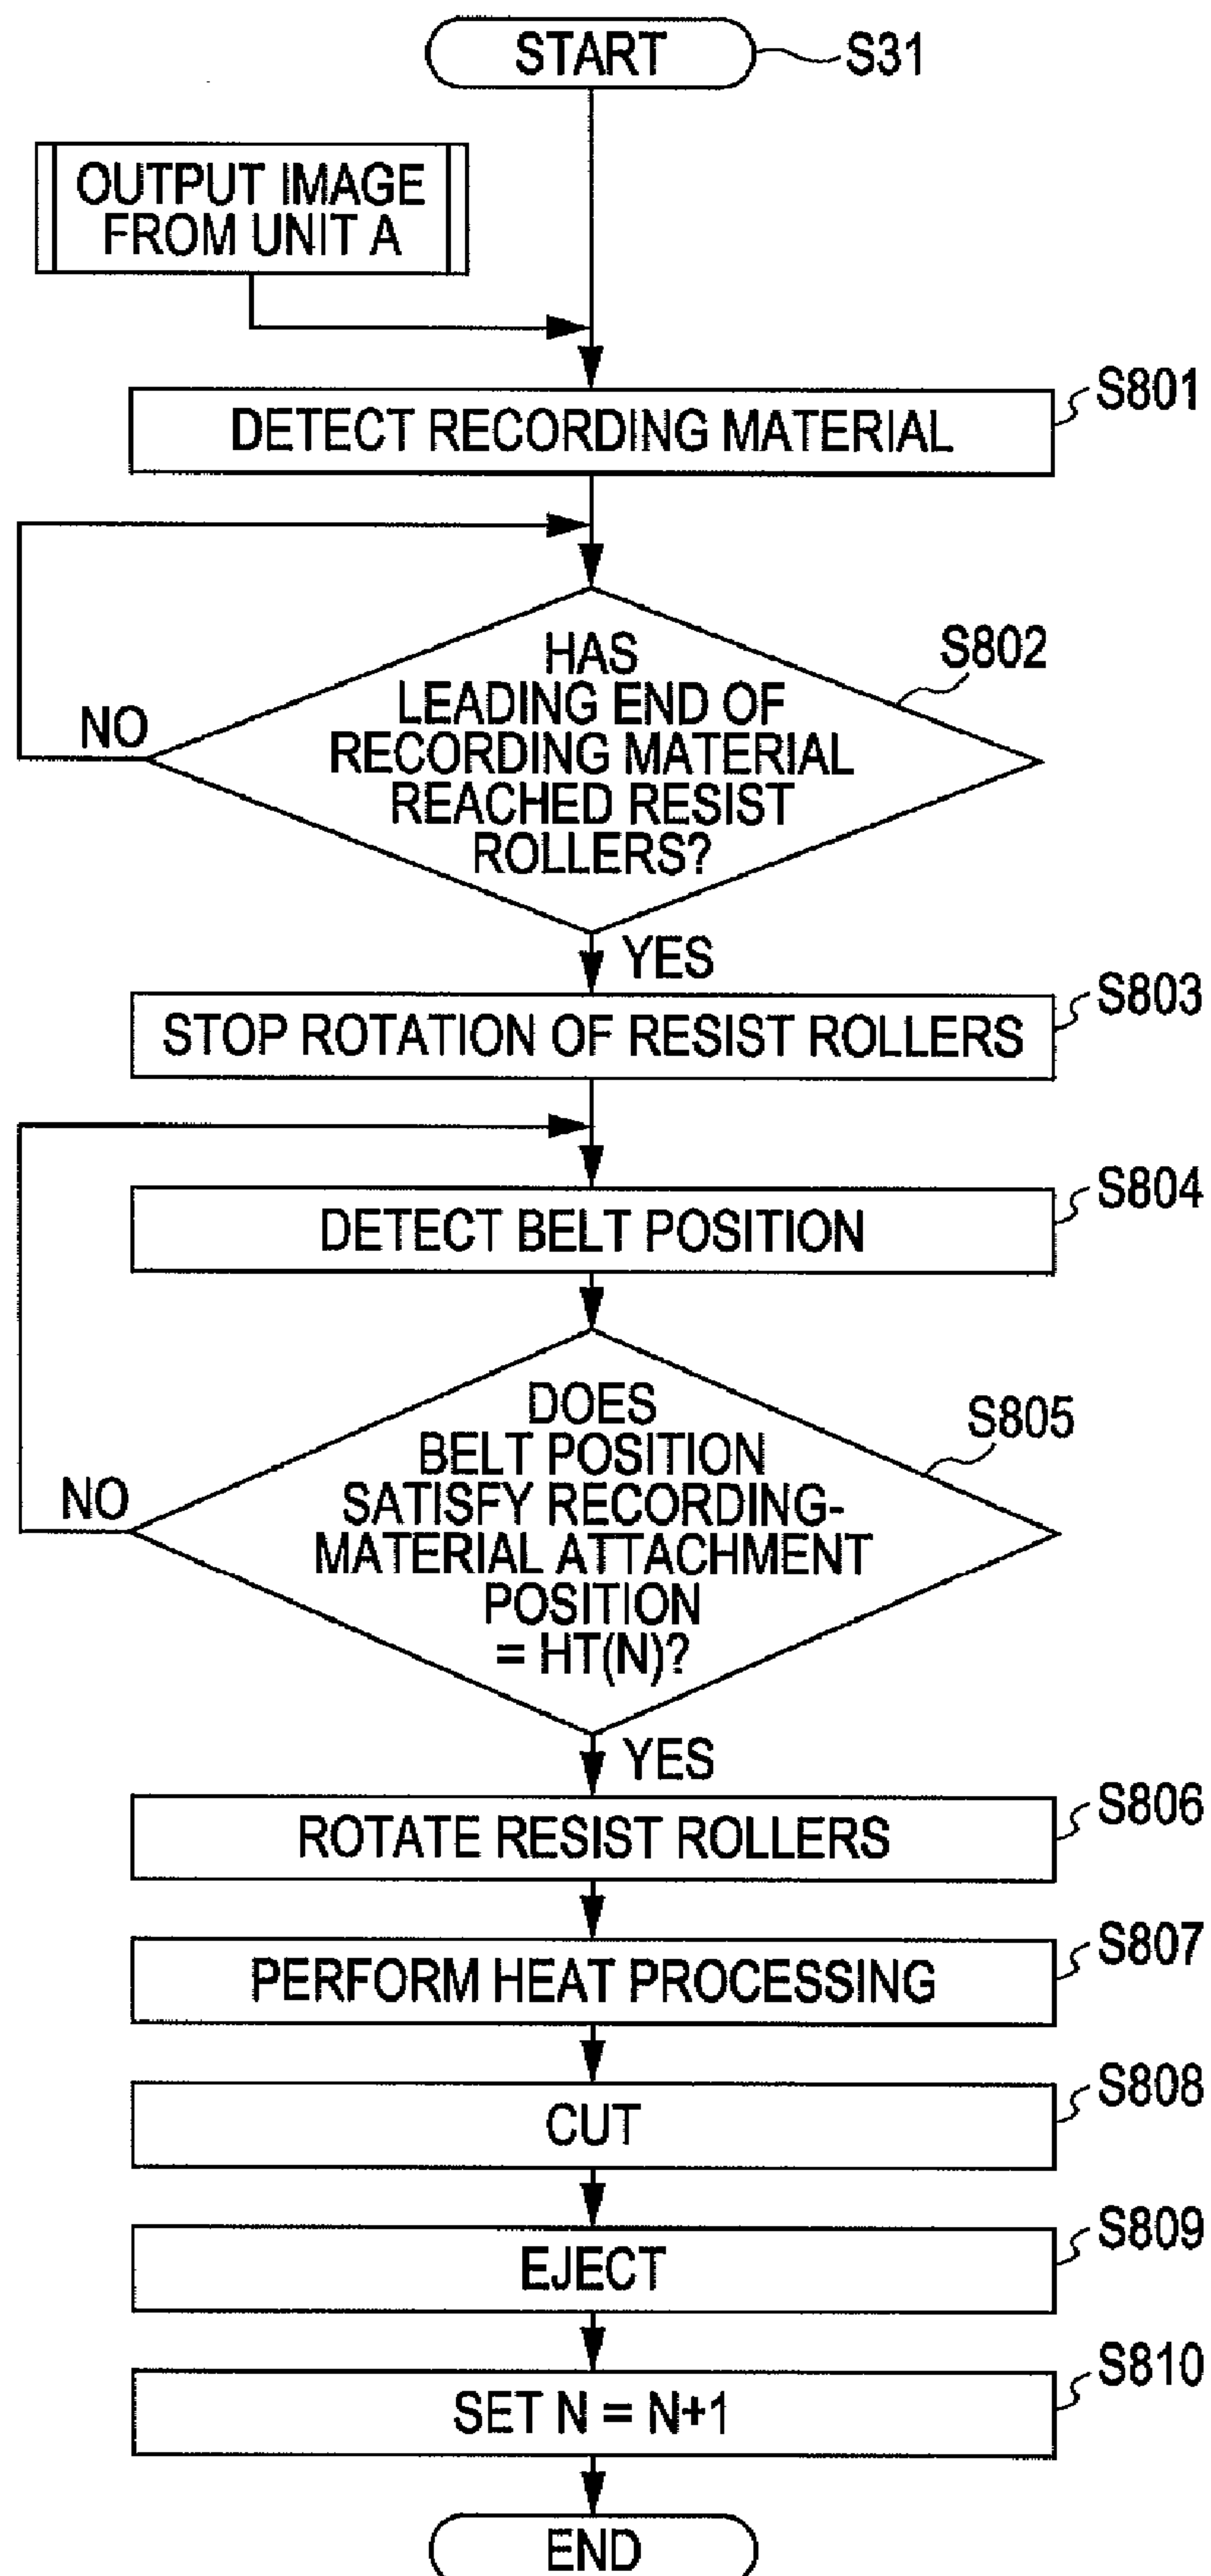 START
S31
OUTPUT IMAGE
FROM UNIT A
S801
DETECT RECORDING MATERIAL
S802
HAS
LEADING END OF
RECORDING MATERIAL
REACHED RESIST
ROLLERS?
NO
YES
S803
STOP ROTATION OF RESIST ROLLERS
S804
DETECT BELT POSITION
S805
DOES
BELT POSITION
SATISFY RECORDING-
MATERIAL ATTACHMENT
POSITION
= HT(N)?
NO
YES
S806
ROTATE RESIST ROLLERS
S807
PERFORM HEAT PROCESSING
S808
CUT
S809
EJECT
S810
SET N = N+1
END